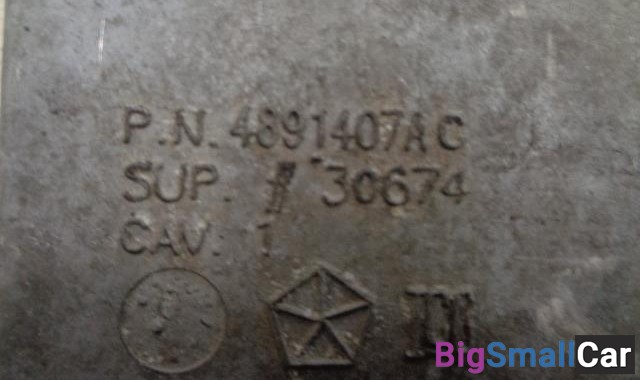 P.N. 4891407AC
SUP. # 30674
CAV. 1
BigSmallCar